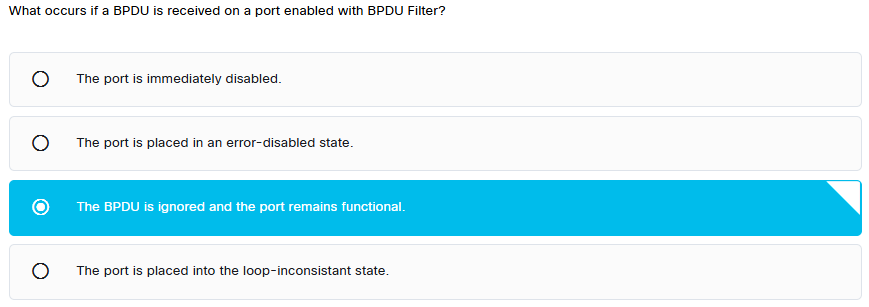 What occurs if a BPDU is received on a port enabled with BPDU Filter?
The port is immediately disabled.
The port is placed in an error-disabled state.
The BPDU is ignored and the port remains functional.
The port is placed into the loop-inconsistant state.